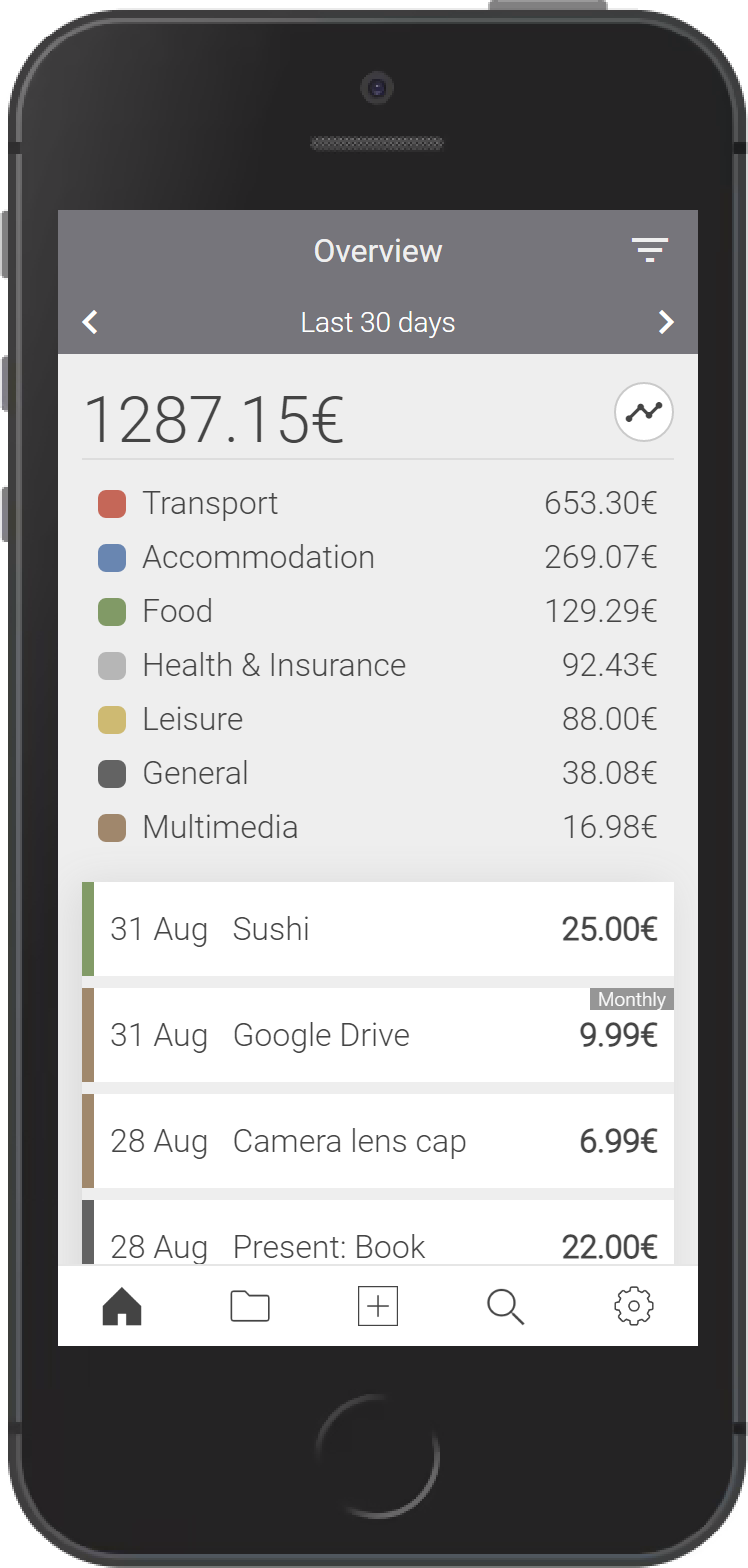 Overview
Last 30 days
1287.15€
Transport 653.30€
Accommodation 269.07€
Food 129.29€
Health & Insurance 92.43€
Leisure 88.00€
General 38.08€
Multimedia 16.98€
31 Aug Sushi 25.00€
Monthly
31 Aug Google Drive 9.99€
28 Aug Camera lens cap 6.99€
28 Aug Present: Book 22.00€